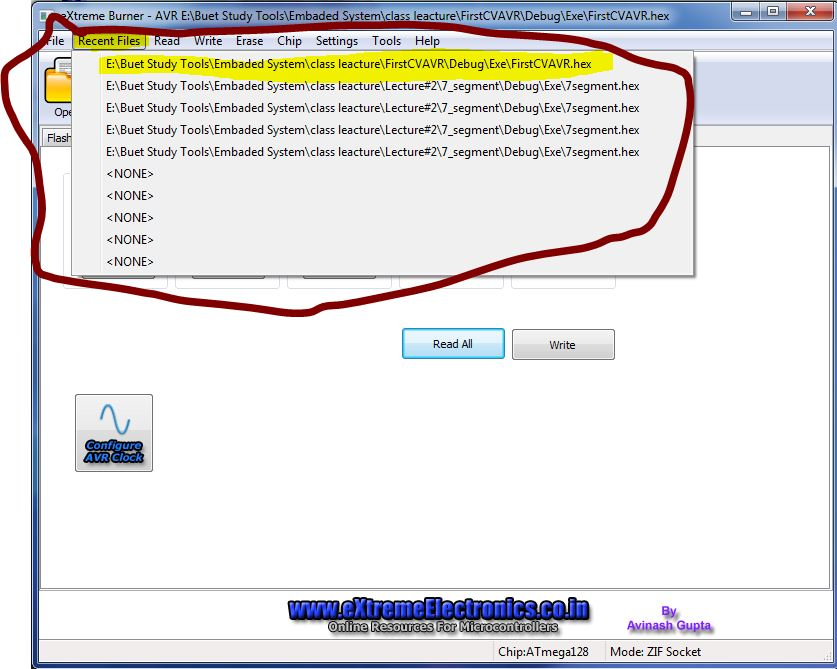 eXtreme Burner - AVR E:\Buet Study Tools\Embaded System\class leacture\FirstCVAVR\Debug\Exe\FirstCVAVR.hex
File Recent Files Read Write Erase Chip Settings Tools Help
E:\Buet Study Tools\Embaded System\class leacture\FirstCVAVR\Debug\Exe\FirstCVAVR.hex
E:\Buet Study Tools\Embaded System\class leacture\Lecture#2\7_segment\Debug\Exe\7segment.hex
E:\Buet Study Tools\Embaded System\class leacture\Lecture#2\7_segment\Debug\Exe\7segment.hex
Ope
E:\Buet Study Tools\Embaded System\class leacture\Lecture#2\7_segment\Debug\Exe\7segment.hex
Flash
E:\Buet Study Tools\Embaded System\class leacture\Lecture#2\7_segment\Debug\Exe\7segment.hex
<NONE>
<NONE>
<NONE>
<NONE>
<NONE>
Read All Write
Configure
AVR Clock
www.eXtremeElectronics.co.in
Online Resources For Microcontrollers
By
Avinash Gupta
Chip:ATmega128 Mode: ZIF Socket